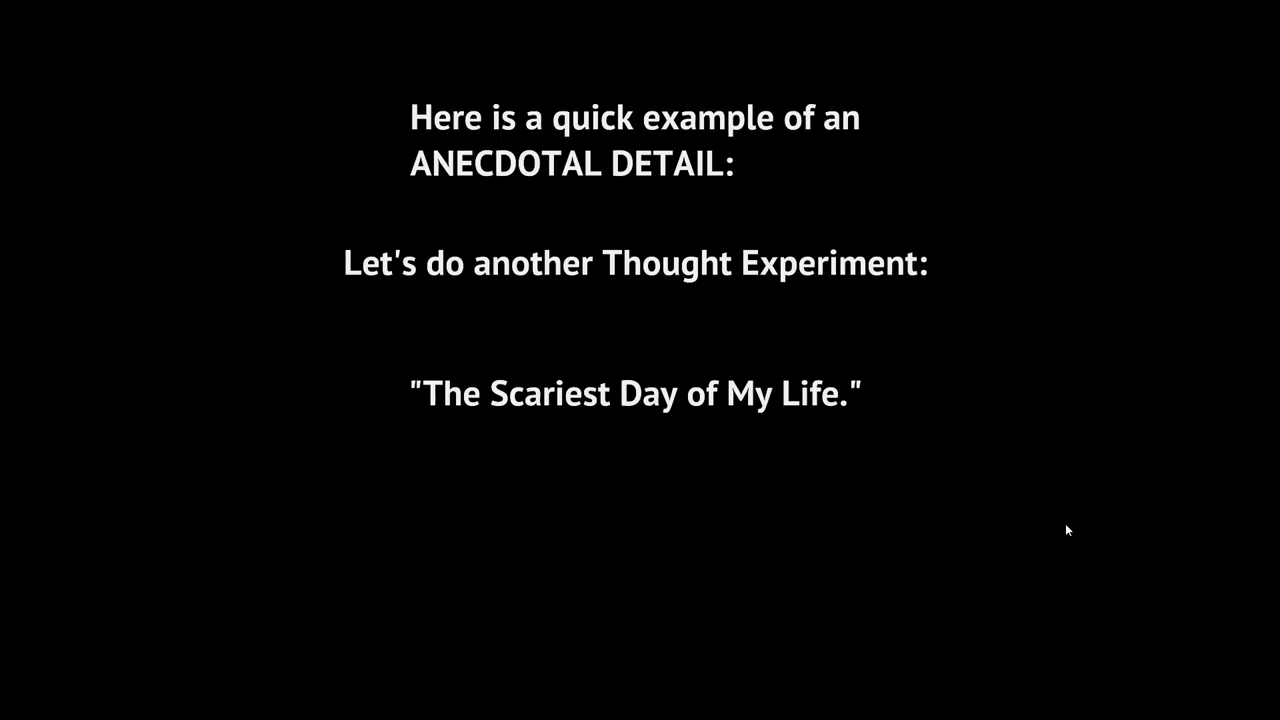 Here is a quick example of an
ANECDOTAL DETAIL:
Let's do another Thought Experiment:
"The Scariest Day of My Life."